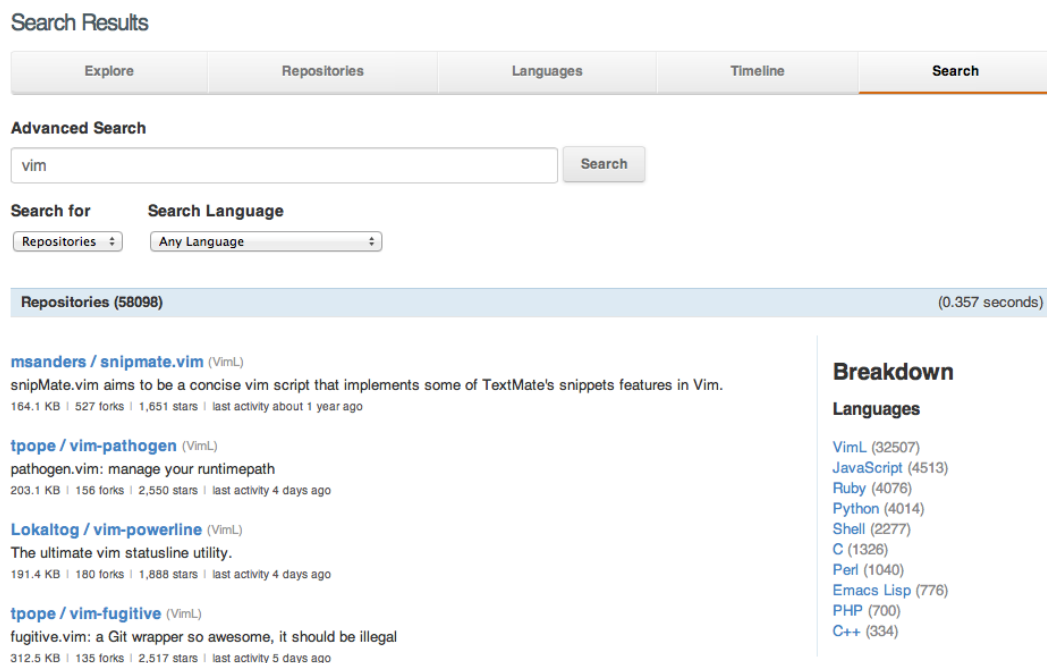 Search Results
Explore Repositories Languages Timeline Search
Advanced Search
vim Search
Search for Search Language
Repositories Any Language
Repositories (58098) (0.357 seconds)
msanders / snipmate.vim (VimL)
snipMate.vim aims to be a concise vim script that implements some of TextMate's snippets features in Vim.
164.1 KB | 527 forks | 1,651 stars | last activity about 1 year ago
tpope / vim-pathogen (VimL)
pathogen.vim: manage your runtimepath
203.1 KB | 156 forks | 2,550 stars | last activity 4 days ago
Lokaltog / vim-powerline (VimL)
The ultimate vim statusline utility.
191.4 KB | 180 forks | 1,888 stars | last activity 4 days ago
tpope / vim-fugitive (VimL)
fugitive.vim: a Git wrapper so awesome, it should be illegal
312.5 KB | 135 forks | 2,517 stars | last activity 5 days ago
Breakdown
Languages
VimL (32507)
JavaScript (4513)
Ruby (4076)
Python (4014)
Shell (2277)
C (1326)
Perl (1040)
Emacs Lisp (776)
PHP (700)
C++ (334)